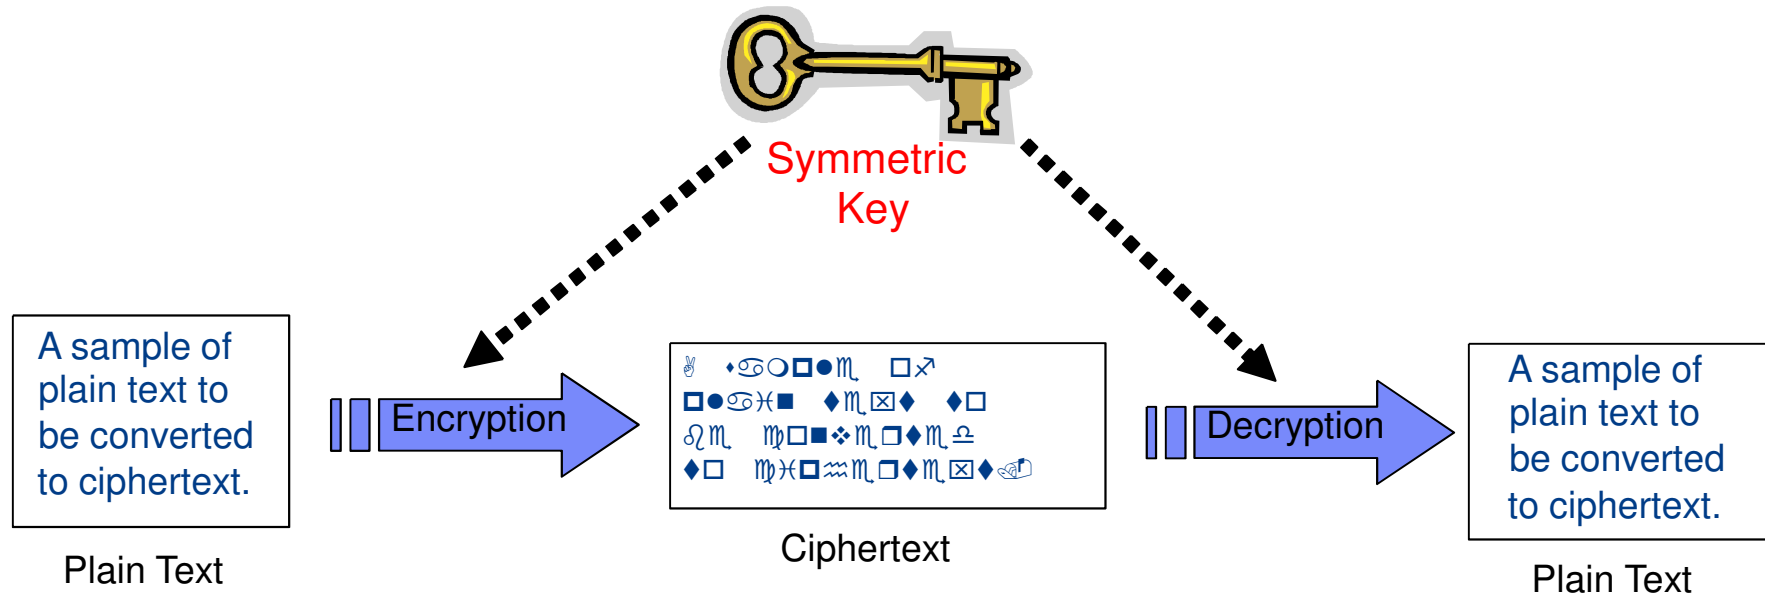 Symmetric
Key
A sample of
plain text to
be converted
to ciphertext.
Plain Text
Encryption
✌ ⬧♋❍◻●♏ □♐
◻●♋♓■ ⧫♏⌧⧫ ⧫□
♌♏ ♍□■❖♏❒⧫♏♎
⧫□ ♍♓◻♒♏❒⧫♏⌧⧫📬
Ciphertext
Decryption
A sample of
plain text to
be converted
to ciphertext.
Plain Text